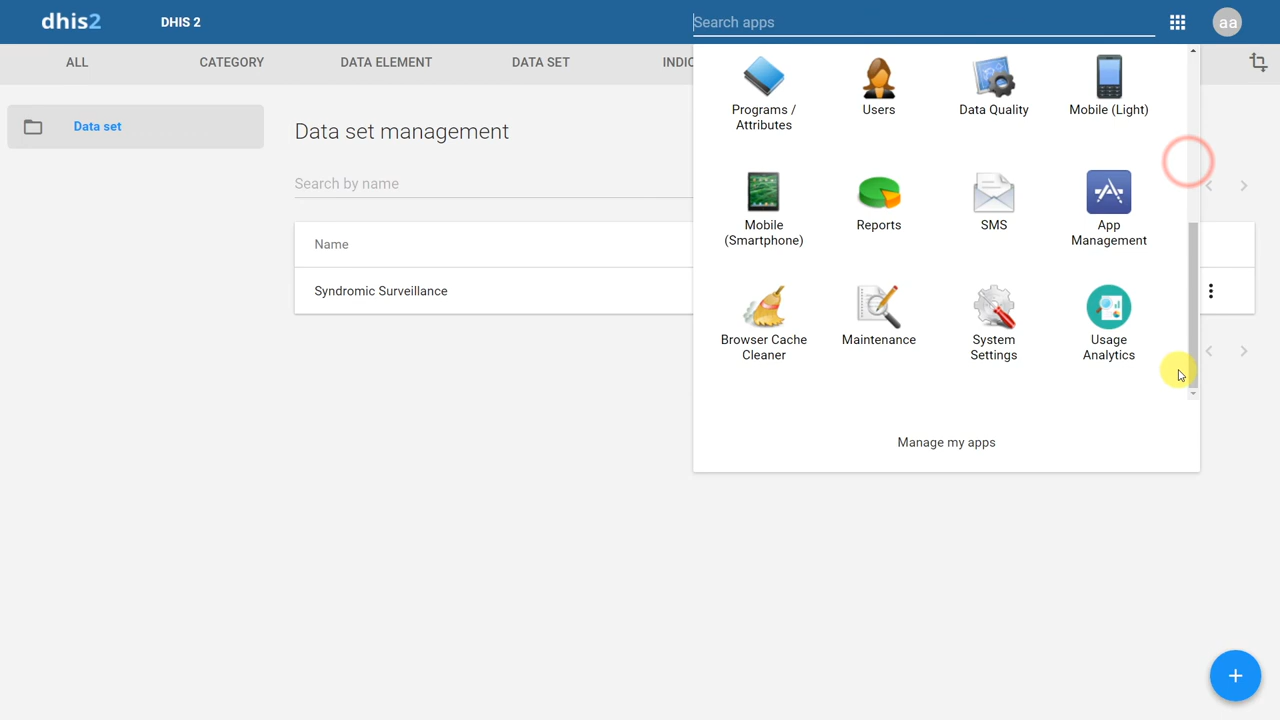 dhis2
DHIS 2
Search apps
aa
ALL
CATEGORY
DATA ELEMENT
DATA SET
INDIC
Data set
Data set management
Search by name
Name
Syndromic Surveillance
Programs /
Attributes
Users
Data Quality
Mobile (Light)
Mobile
(Smartphone)
Reports
SMS
App
Management
Browser Cache
Cleaner
Maintenance
System
Settings
Usage
Analytics
Manage my apps